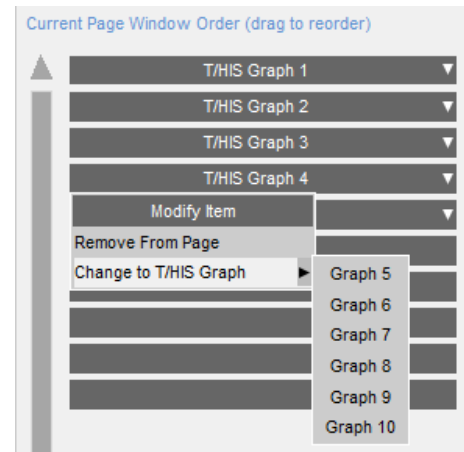 Current Page Window Order (drag to reorder)
T/HIS Graph 1
T/HIS Graph 2
T/HIS Graph 3
T/HIS Graph 4
Modify Item
Remove From Page
Change to T/HIS Graph
Graph 5
Graph 6
Graph 7
Graph 8
Graph 9
Graph 10